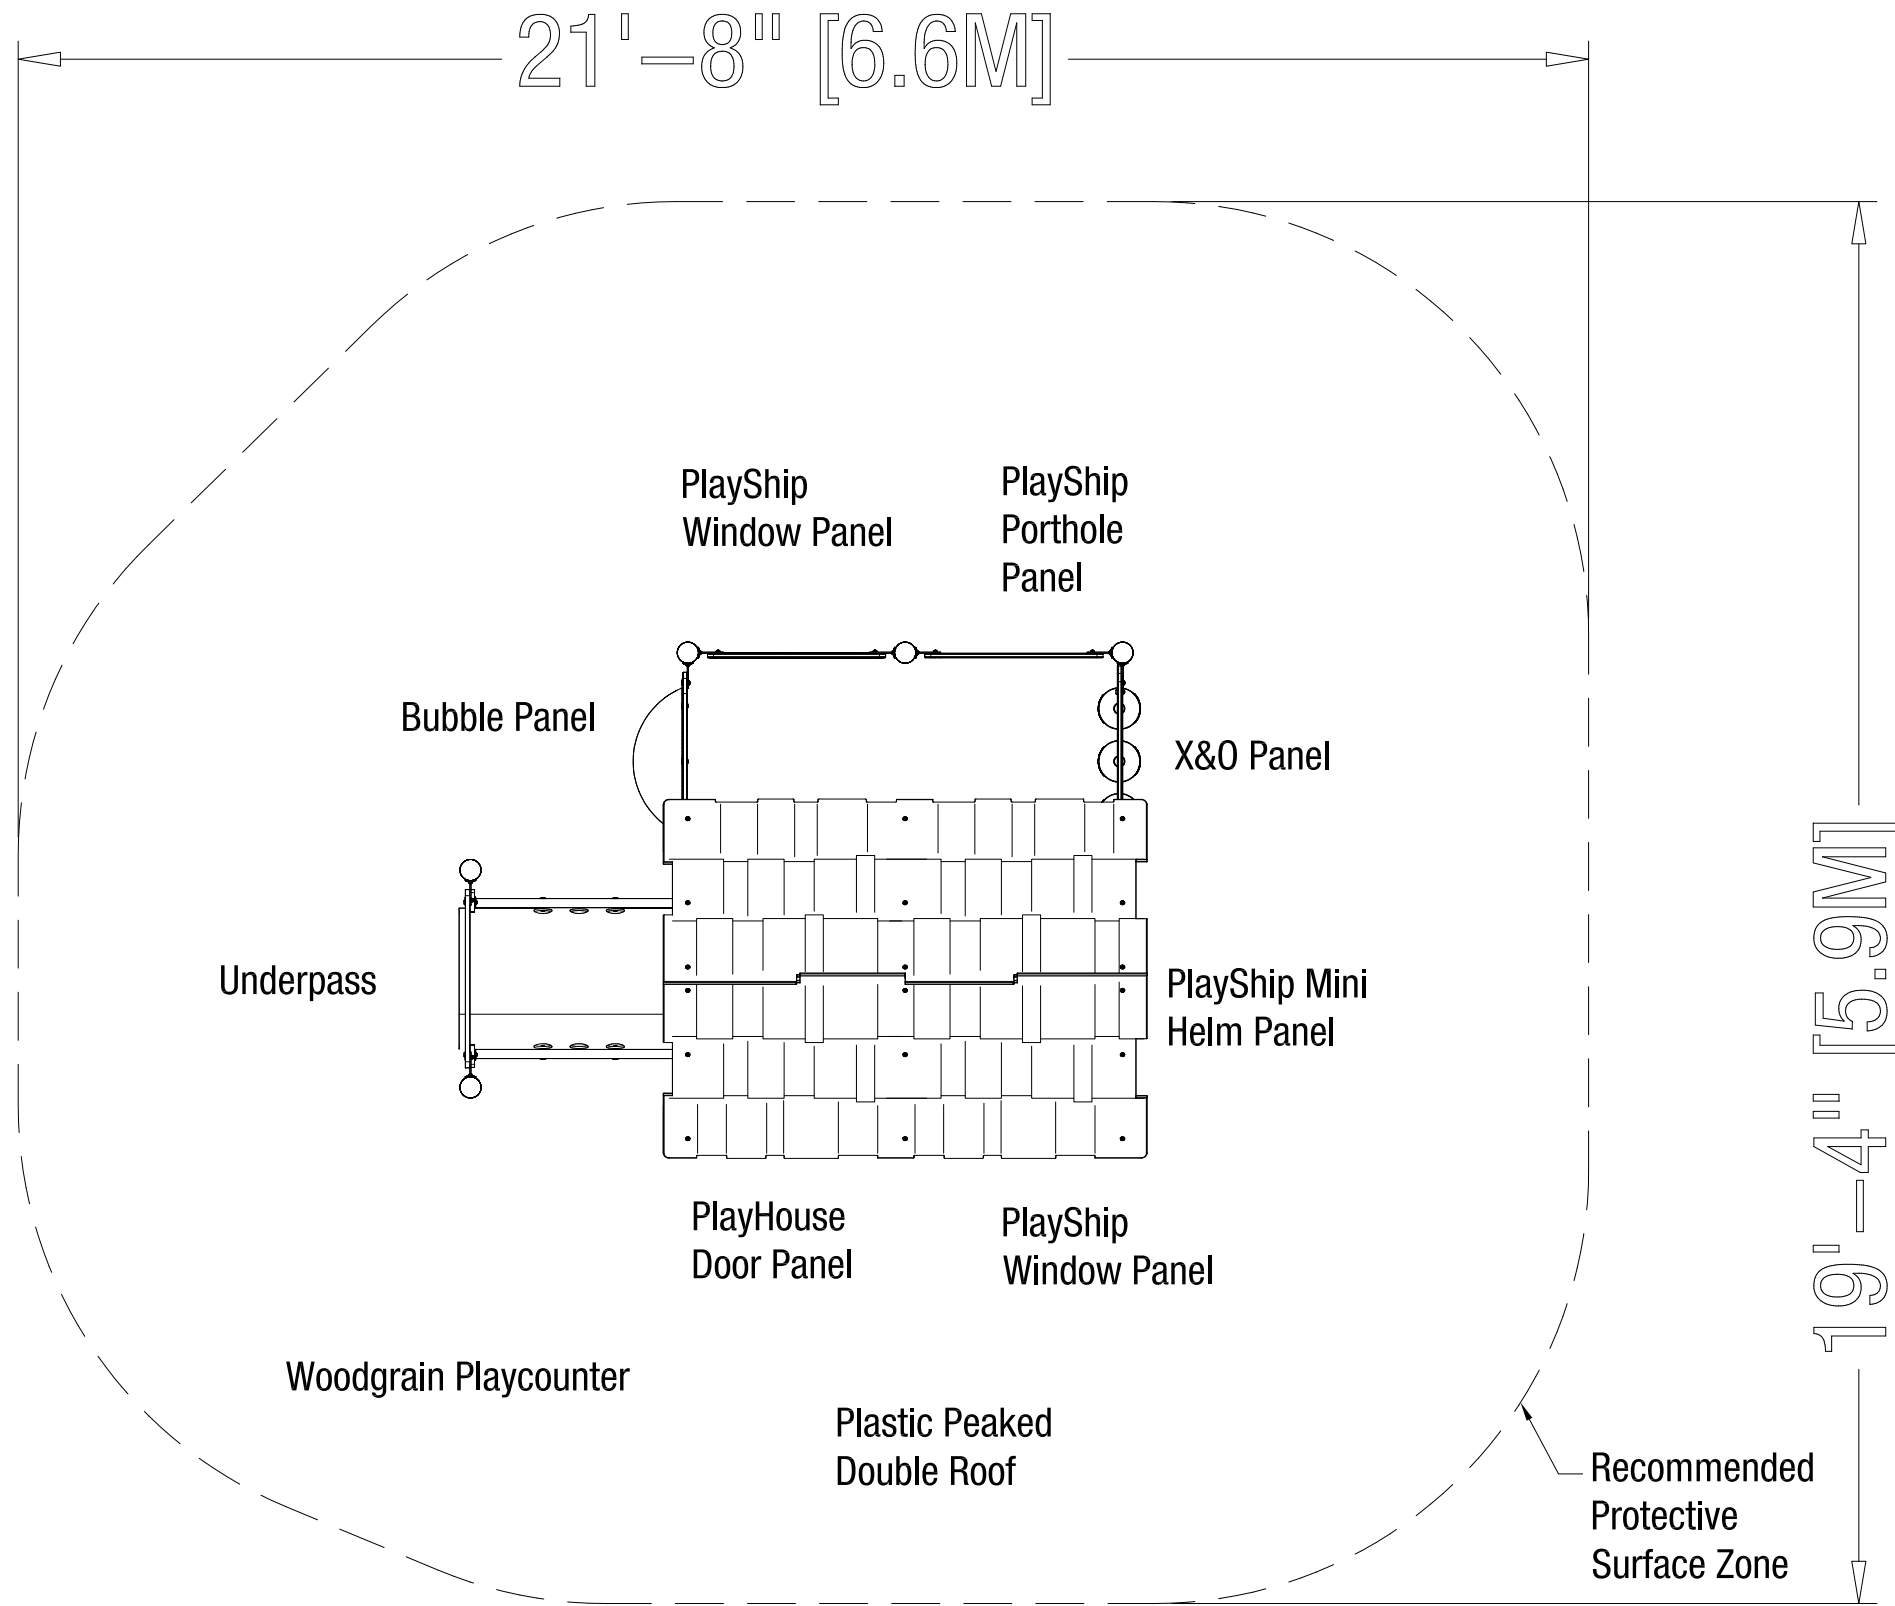 21'–8" [6.6M]
PlayShip
Window Panel
PlayShip
Porthole
Panel
Bubble Panel
X&O Panel
Underpass
PlayShip Mini
Helm Panel
19'–4" [5.9M]
PlayHouse
Door Panel
PlayShip
Window Panel
Woodgrain Playcounter
Plastic Peaked
Double Roof
Recommended
Protective
Surface Zone